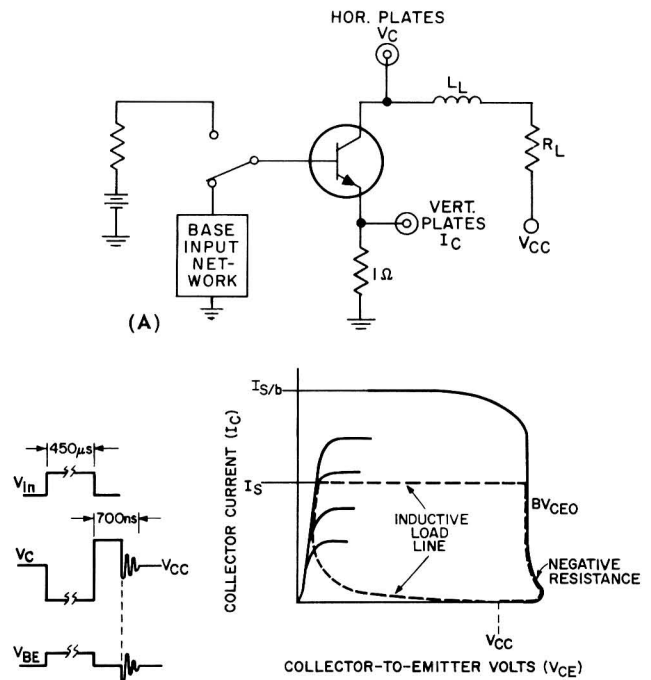 HOR. PLATES
VC
LL
RL
VCC
VERT.
PLATES
IC
1Ω
BASE
INPUT
NET-
WORK
(A)
450μs
Vin
700ns
VC
VCC
VBE
IS/b
IS
COLLECTOR CURRENT (IC)
INDUCTIVE
LOAD
LINE
BVCEO
NEGATIVE
RESISTANCE
VCC
COLLECTOR-TO-EMITTER VOLTS (VCE)